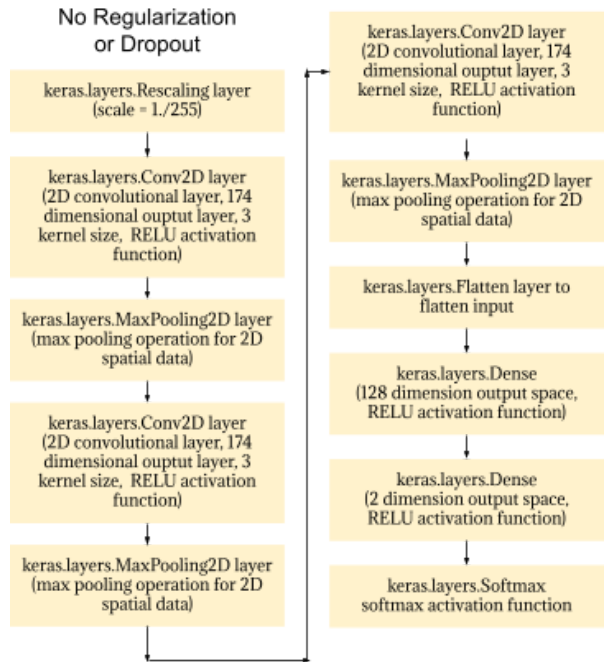 No Regularization
or Dropout
keras.layers.Rescaling layer
(scale = 1./255)
keras.layers.Conv2D layer
(2D convolutional layer, 174
dimensional ouptut layer, 3
kernel size,  RELU activation
function)
keras.layers.MaxPooling2D layer
(max pooling operation for 2D
spatial data)
keras.layers.Conv2D layer
(2D convolutional layer, 174
dimensional ouptut layer, 3
kernel size,  RELU activation
function)
keras.layers.MaxPooling2D layer
(max pooling operation for 2D
spatial data)
keras.layers.Conv2D layer
(2D convolutional layer, 174
dimensional ouptut layer, 3
kernel size,  RELU activation
function)
keras.layers.MaxPooling2D layer
(max pooling operation for 2D
spatial data)
keras.layers.Flatten layer to
flatten input
keras.layers.Dense
(128 dimension output space,
RELU activation function)
keras.layers.Dense
(2 dimension output space,
RELU activation function)
keras.layers.Softmax
softmax activation function